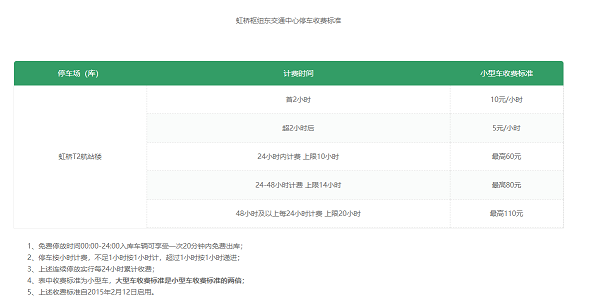 虹桥枢纽东交通中心停车收费标准
停车场（库） 计费时间 小型车收费标准
首2小时 10元/小时
超2小时后 5元/小时
虹桥T2航站楼 24小时内计费 上限10小时 最高60元
24-48小时计费 上限14小时 最高80元
48小时及以上每24小时计费 上限20小时 最高110元
1、免费停放时间00:00-24:00入库车辆可享受一次20分钟内免费出库；
2、停车按小时计费，不足1小时按1小时计，超过1小时按1小时递进；
3、上述连续停放实行每24小时累计收费；
4、表中收费标准为小型车，大型车收费标准是小型车收费标准的两倍；
5、上述收费标准自2015年2月12日启用。